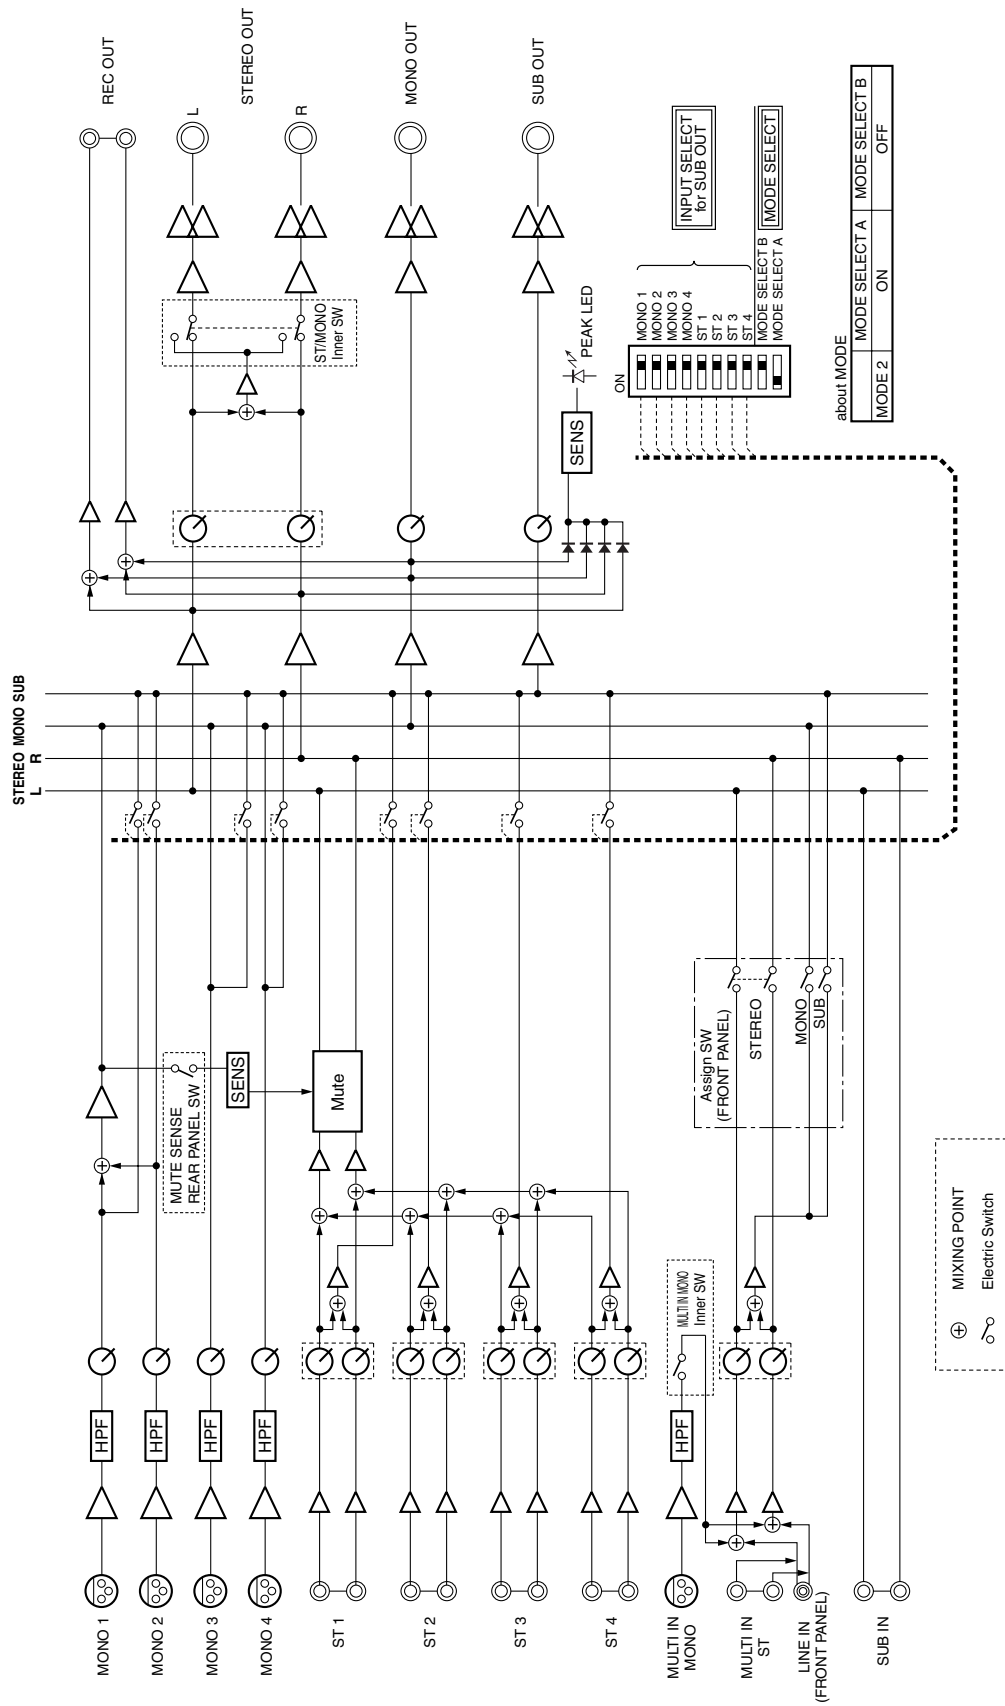 REC OUT
L
STEREO OUT
R
MONO OUT
SUB OUT
ST/MONO
Inner SW
PEAK LED
SENS
ON
MONO 1
MONO 2
MONO 3
MONO 4
ST 1
ST 2
ST 3
ST 4
MODE SELECT B
MODE SELECT A
INPUT SELECT
for SUB OUT
MODE SELECT
about MODE
MODE SELECT A
MODE SELECT B
MODE 2
ON
OFF
STEREO MONO SUB
L R
MUTE SENSE
REAR PANEL SW
SENS
Mute
Assign SW
(FRONT PANEL)
STEREO
MONO
SUB
MULTI IN MONO
Inner SW
HPF
HPF
HPF
HPF
HPF
MONO 1
MONO 2
MONO 3
MONO 4
ST 1
ST 2
ST 3
ST 4
MULTI IN
MONO
MULTI IN
ST
LINE IN
(FRONT PANEL)
SUB IN
MIXING POINT
Electric Switch